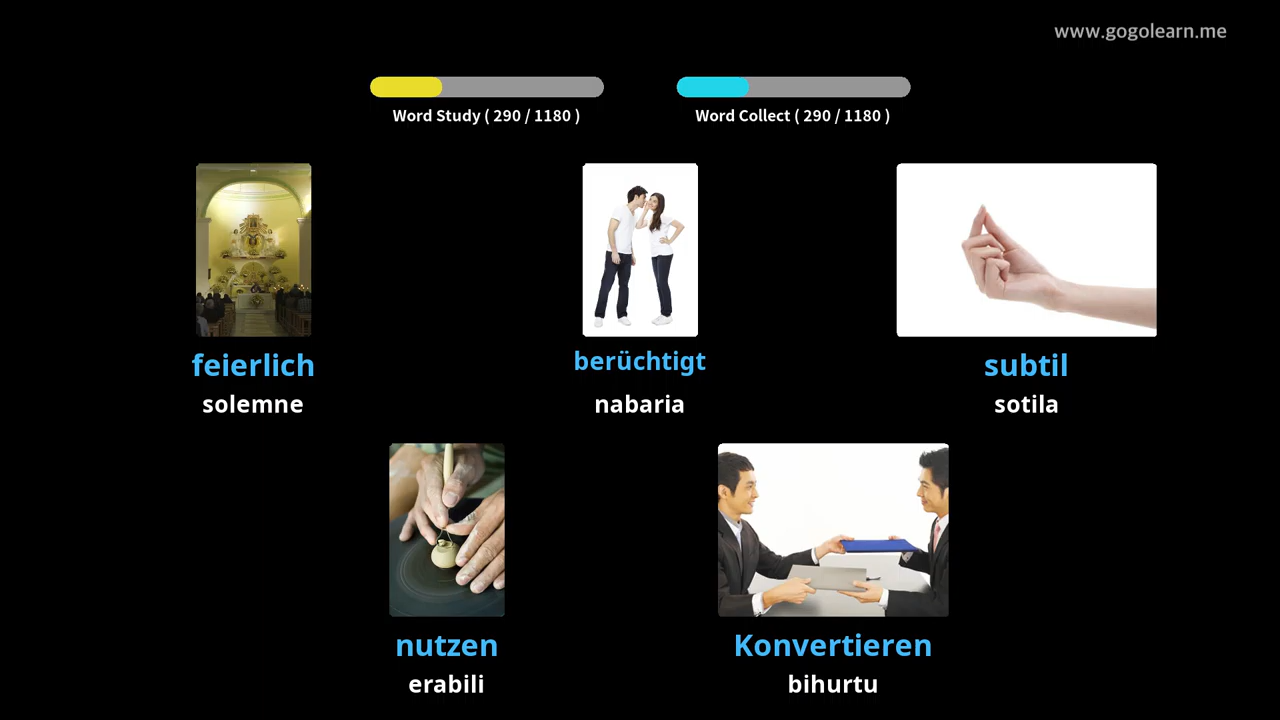 www.gogolearn.me
Word Study ( 290 / 1180 )
Word Collect ( 290 / 1180 )
feierlich
solemne
berüchtigt
nabaria
subtil
sotila
nutzen
erabili
Konvertieren
bihurtu